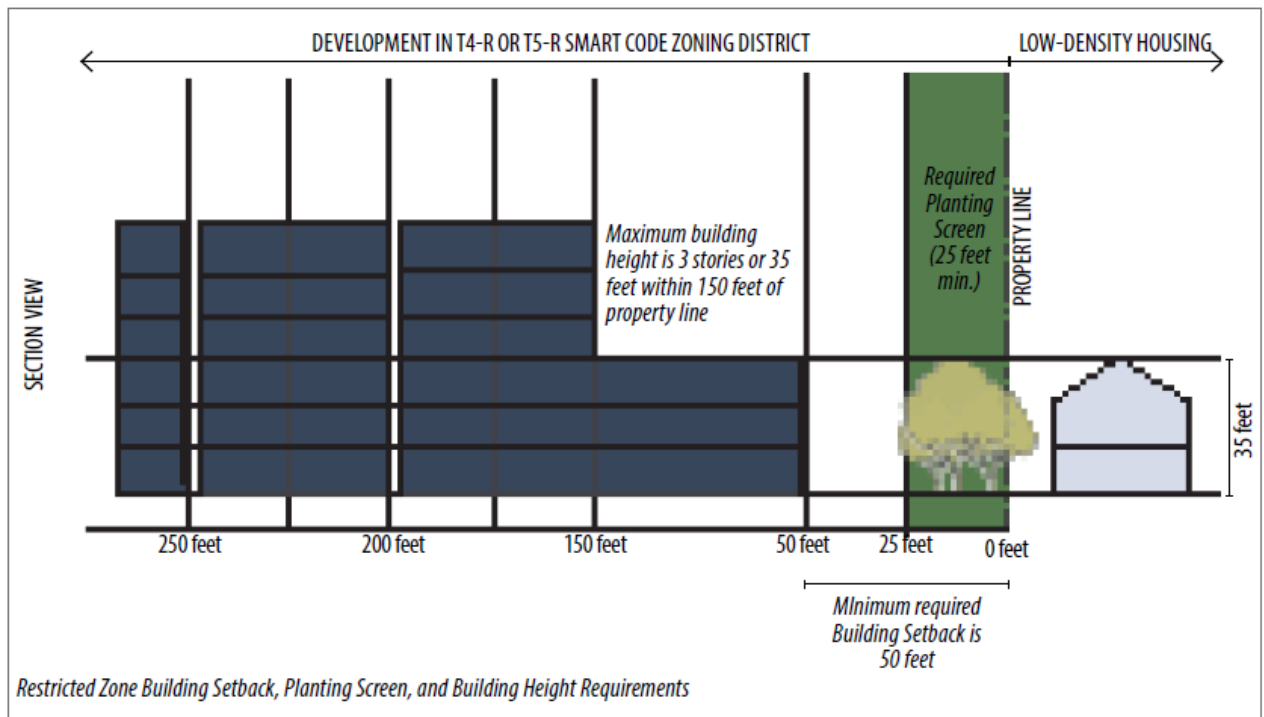 DEVELOPMENT IN T4-R OR T5-R SMART CODE ZONING DISTRICT
LOW-DENSITY HOUSING
SECTION VIEW
Maximum building
height is 3 stories or 35
feet within 150 feet of
property line
Required
Planting
Screen
(25 feet
min.)
PROPERTY LINE
35 feet
250 feet
200 feet
150 feet
50 feet
25 feet
0 feet
MInimum required
Building Setback is
50 feet
Restricted Zone Building Setback, Planting Screen, and Building Height Requirements